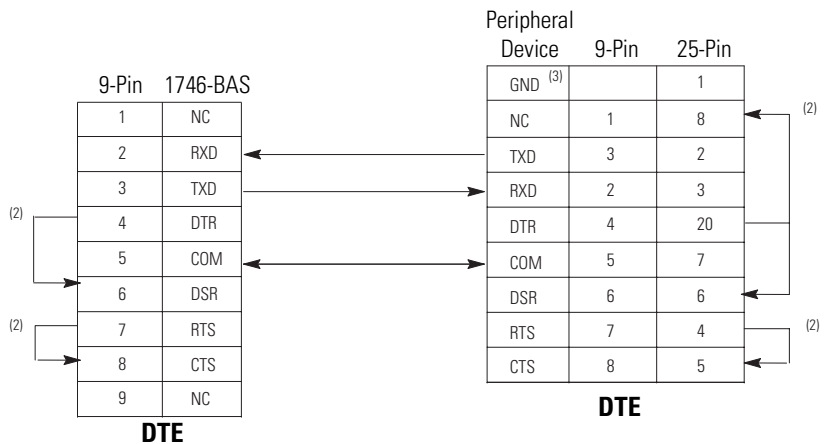 Peripheral
Device 9-Pin 25-Pin
GND (3) 1
NC 1 8 (2)
TXD 3 2
RXD 2 3
DTR 4 20
COM 5 7
DSR 6 6
RTS 7 4 (2)
CTS 8 5
DTE
9-Pin 1746-BAS
1 NC
2 RXD
3 TXD
(2) 4 DTR
5 COM
6 DSR
(2) 7 RTS
8 CTS
9 NC
DTE